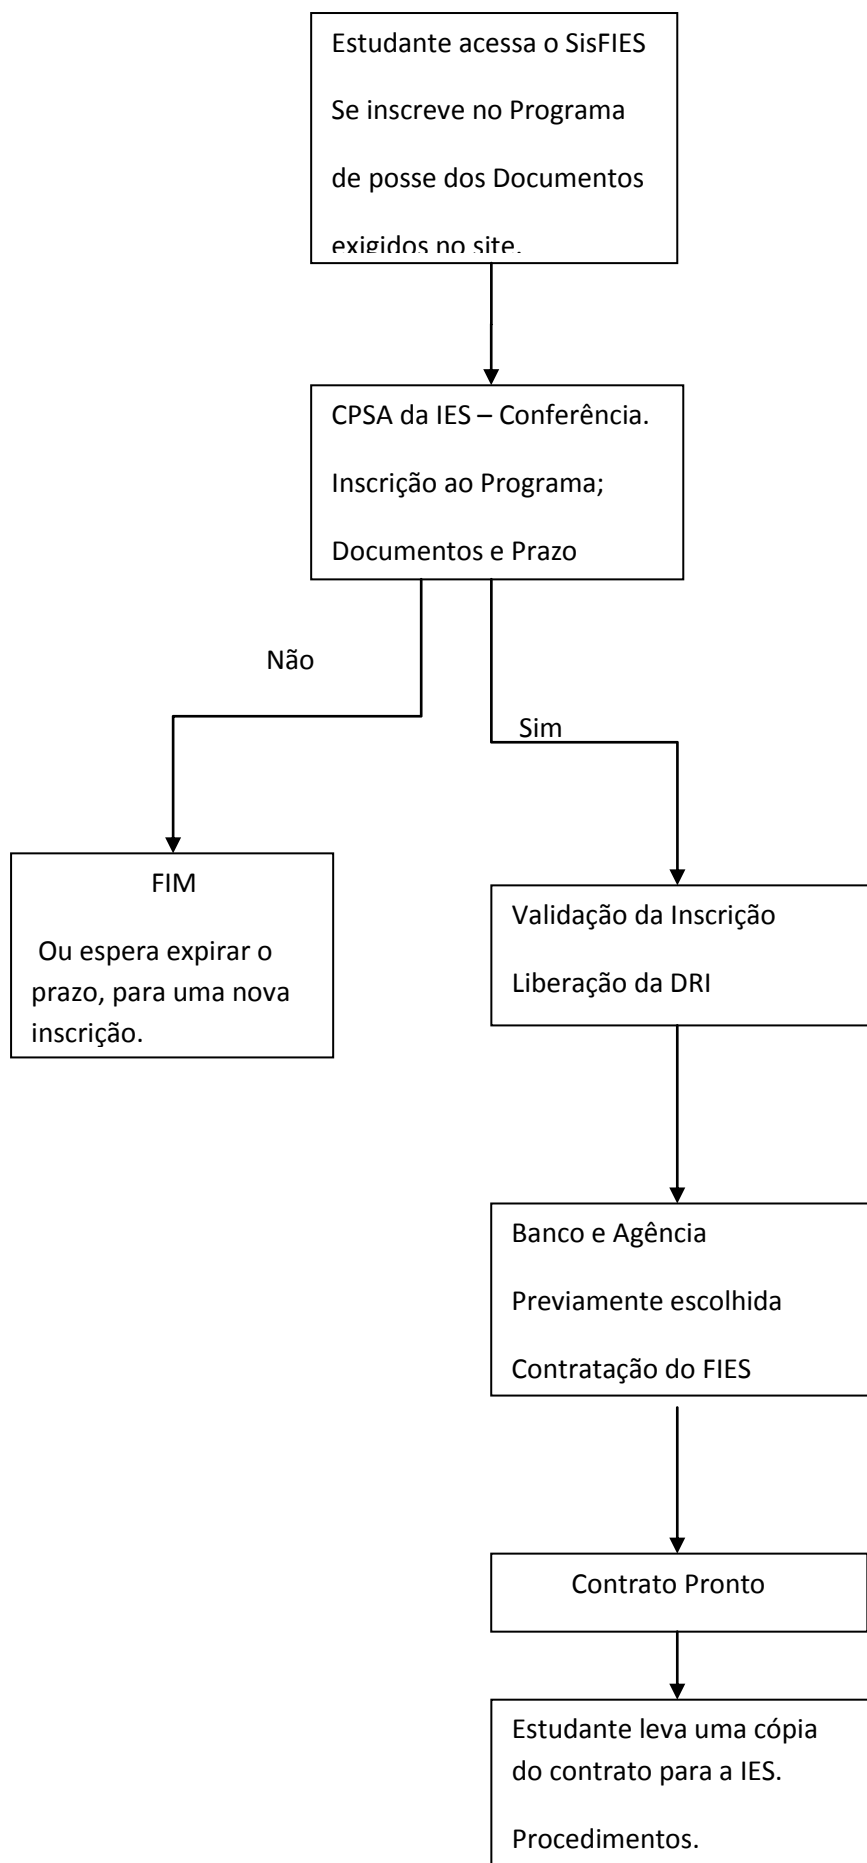 Estudante acessa o SisFIES
Se inscreve no Programa
de posse dos Documentos
exigidos no site.
CPSA da IES – Conferência.
Inscrição ao Programa;
Documentos e Prazo
Não
Sim
FIM
Ou espera expirar o
prazo, para uma nova
inscrição.
Validação da Inscrição
Liberação da DRI
Banco e Agência
Previamente escolhida
Contratação do FIES
Contrato Pronto
Estudante leva uma cópia
do contrato para a IES.
Procedimentos.